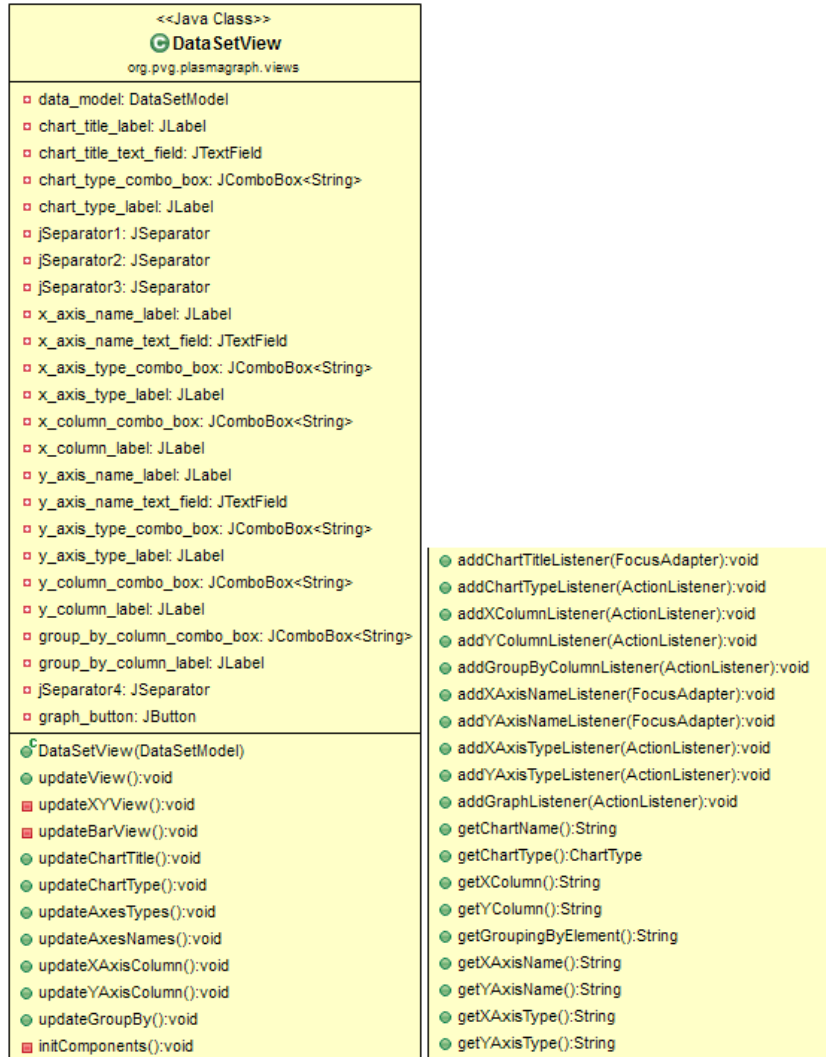 <<Java Class>>
DataSetView
org.pvg.plasmagraph.views
data_model: DataSetModel
chart_title_label: JLabel
chart_title_text_field: JTextField
chart_type_combo_box: JComboBox<String>
chart_type_label: JLabel
jSeparator1: JSeparator
jSeparator2: JSeparator
jSeparator3: JSeparator
x_axis_name_label: JLabel
x_axis_name_text_field: JTextField
x_axis_type_combo_box: JComboBox<String>
x_axis_type_label: JLabel
x_column_combo_box: JComboBox<String>
x_column_label: JLabel
y_axis_name_label: JLabel
y_axis_name_text_field: JTextField
y_axis_type_combo_box: JComboBox<String>
y_axis_type_label: JLabel
y_column_combo_box: JComboBox<String>
y_column_label: JLabel
group_by_column_combo_box: JComboBox<String>
group_by_column_label: JLabel
jSeparator4: JSeparator
graph_button: JButton
DataSetView(DataSetModel)
updateView():void
updateXYView():void
updateBarView():void
updateChartTitle():void
updateChartType():void
updateAxesTypes():void
updateAxesNames():void
updateXAxisColumn():void
updateYAxisColumn():void
updateGroupBy():void
initComponents():void
addChartTitleListener(FocusAdapter):void
addChartTypeListener(ActionListener):void
addXColumnListener(ActionListener):void
addYColumnListener(ActionListener):void
addGroupByColumnListener(ActionListener):void
addXAxisNameListener(FocusAdapter):void
addYAxisNameListener(FocusAdapter):void
addXAxisTypeListener(ActionListener):void
addYAxisTypeListener(ActionListener):void
addGraphListener(ActionListener):void
getChartName():String
getChartType():ChartType
getXColumn():String
getYColumn():String
getGroupingByElement():String
getXAxisName():String
getYAxisName():String
getXAxisType():String
getYAxisType():String